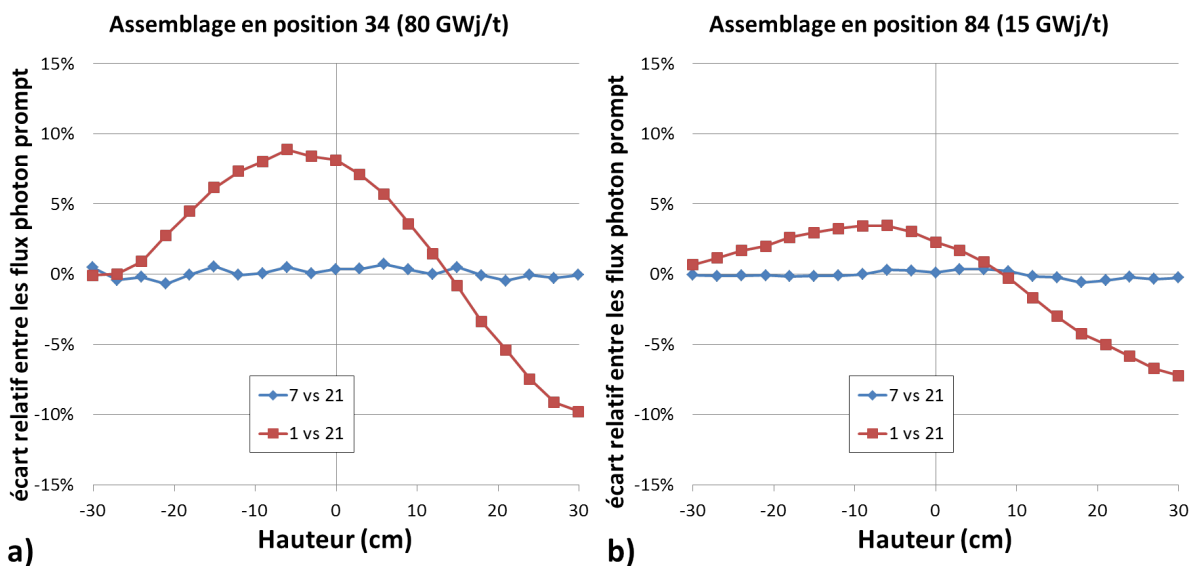 Assemblage en position 34 (80 GWj/t)
écart relatif entre les flux photon prompt
15%
10%
5%
0%
-5%
-10%
-15%
7 vs 21
1 vs 21
-30
-20
-10
0
10
20
30
Hauteur (cm)
a)
Assemblage en position 84 (15 GWj/t)
écart relatif entre les flux photon prompt
15%
10%
5%
0%
-5%
-10%
-15%
7 vs 21
1 vs 21
-30
-20
-10
0
10
20
30
Hauteur (cm)
b)